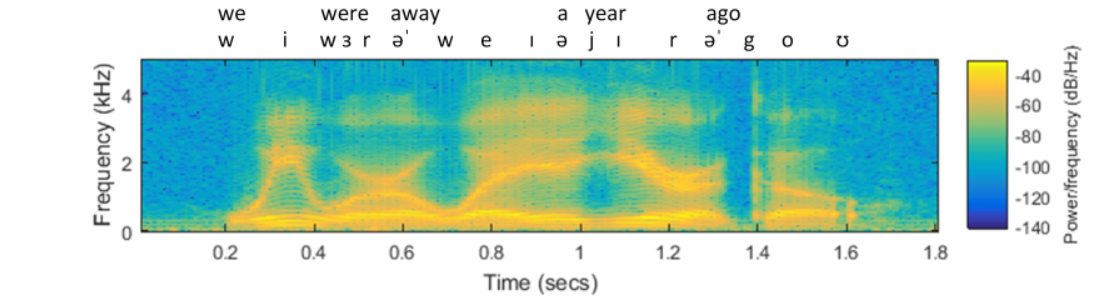 we were away a year ago
w i w ɜ r əˈ w e ɪ ə j ɪ r əˈ g o ʊ
Frequency (kHz)
4
2
0
0.2 0.4 0.6 0.8 1 1.2 1.4 1.6 1.8
Time (secs)
-40
-60
-80
-100
-120
-140
Power/frequency (dB/Hz)